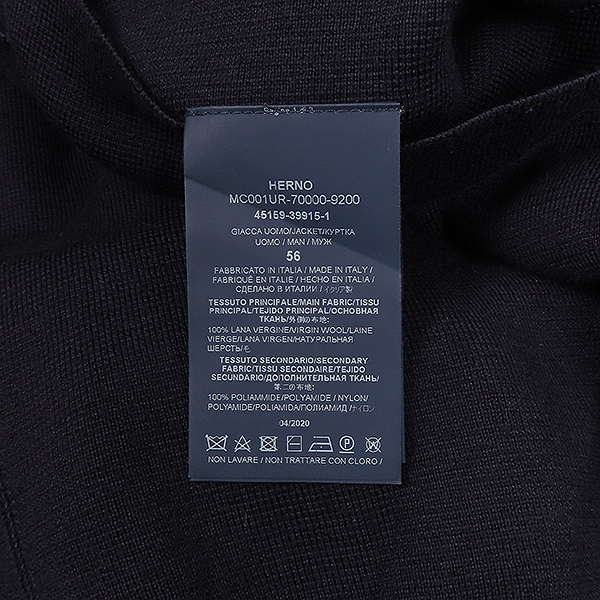 Pagina 1 di 2
HERNO
MC001UR-70000-9200
45159-39915-1
GIACCA UOMO/JACKET/КУРТКА
UOMO / MAN / МУЖ
56
FABBRICATO IN ITALIA / MADE IN ITALY /
FABRIQUÉ EN ITALIE / HECHO EN ITALIA /
СДЕЛАНО В ИТАЛИИ / イタリア製
TESSUTO PRINCIPALE/MAIN FABRIC/TISSU
PRINCIPAL/TEJIDO PRINCIPAL/ОСНОВНАЯ
ТКАНЬ/外側の布地:
100% LANA VERGINE/VIRGIN WOOL/LAINE
VIERGE/LANA VIRGEN/НАТУРАЛЬНАЯ
ШЕРСТЬ/毛
TESSUTO SECONDARIO/SECONDARY
FABRIC/TISSU SECONDAIRE/TEJIDO
SECUNDARIO/ДОПОЛНИТЕЛЬНАЯ ТКАНЬ/
第二の布地:
100% POLIAMMIDE/POLYAMIDE / NYLON/
POLYAMIDE/POLIAMIDA/ПОЛИАМИД /ナイロン
04/2020
NON LAVARE / NON TRATTARE CON CLORO /